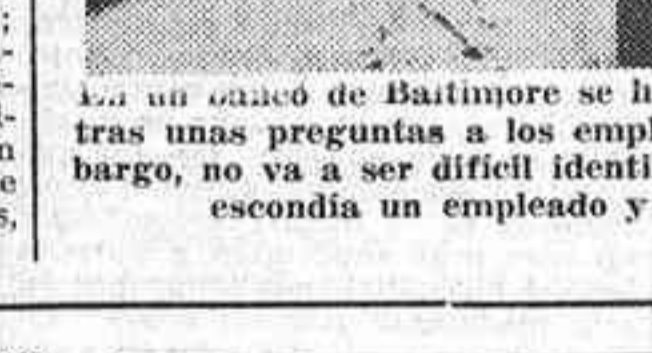 ;
-
-
-
l-
n
e
s,
En un banco de Baltimore se h
tras unas preguntas a los empl
bargo, no va a ser difícil identi
escondía un empleado y